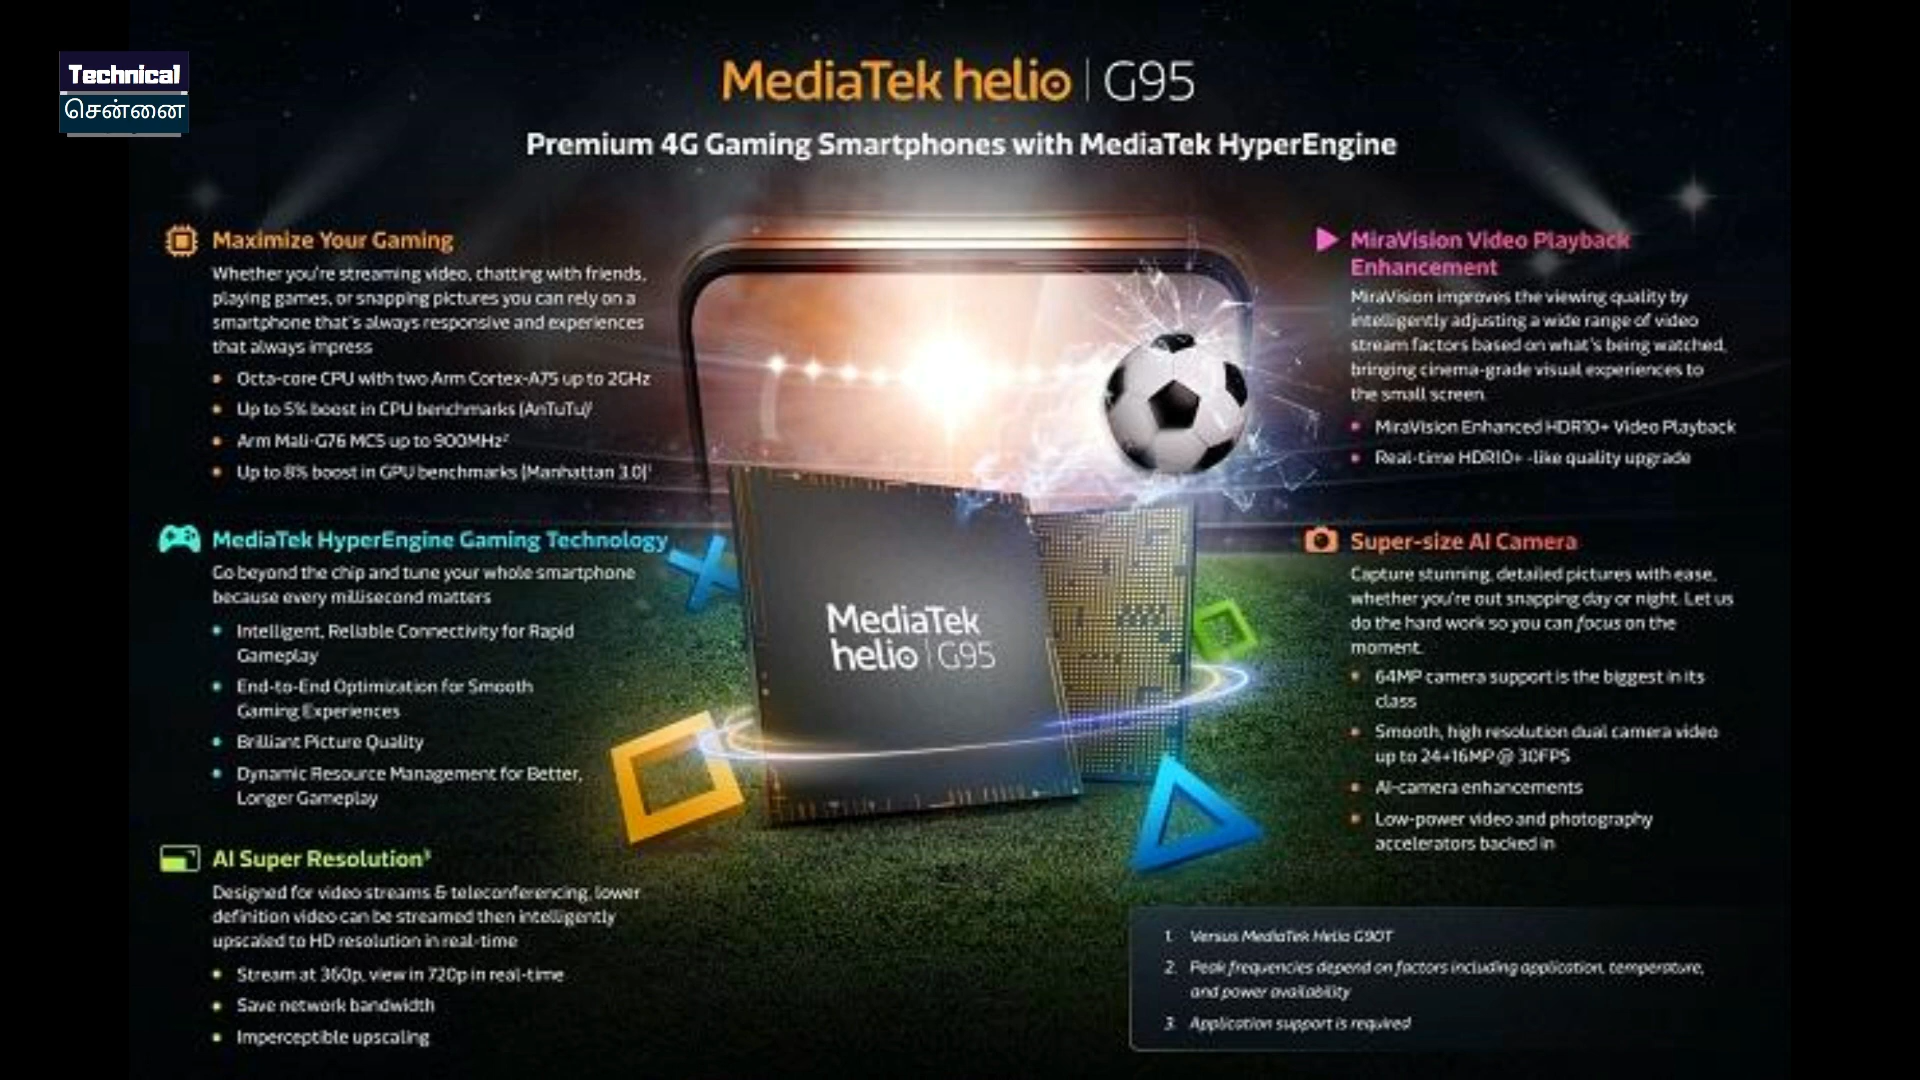 Technical
சென்னை
MediaTek helio | G95
Premium 4G Gaming Smartphones with MediaTek HyperEngine
Maximize Your Gaming
Whether you're streaming video, chatting with friends,
playing games, or snapping pictures you can rely on a
smartphone that's always responsive and experiences
that always impress
Octa-core CPU with two Arm Cortex-A75 up to 2GHz
Up to 5% boost in CPU benchmarks (AnTuTu)¹
Arm Mali-G76 MC5 up to 900MHz²
Up to 8% boost in GPU benchmarks (Manhattan 3.0)¹
MediaTek HyperEngine Gaming Technology
Go beyond the chip and tune your whole smartphone
because every millisecond matters
Intelligent, Reliable Connectivity for Rapid
Gameplay
End-to-End Optimization for Smooth
Gaming Experiences
Brilliant Picture Quality
Dynamic Resource Management for Better,
Longer Gameplay
AI Super Resolution³
Designed for video streams & teleconferencing, lower
definition video can be streamed then intelligently
upscaled to HD resolution in real-time
Stream at 360p, view in 720p in real-time
Save network bandwidth
Imperceptible upscaling
MediaTek
helio | G95
MiraVision Video Playback
Enhancement
MiraVision improves the viewing quality by
intelligently adjusting a wide range of video
stream factors based on what's being watched,
bringing cinema-grade visual experiences to
the small screen.
MiraVision Enhanced HDR10+ Video Playback
Real-time HDR10+ -like quality upgrade
Super-size AI Camera
Capture stunning, detailed pictures with ease,
whether you're out snapping day or night. Let us
do the hard work so you can focus on the
moment.
64MP camera support is the biggest in its
class
Smooth, high resolution dual camera video
up to 24+16MP @ 30FPS
AI-camera enhancements
Low-power video and photography
accelerators backed in
1. Versus MediaTek Helio G90T
2. Peak frequencies depend on factors including application, temperature,
and power availability
3. Application support is required